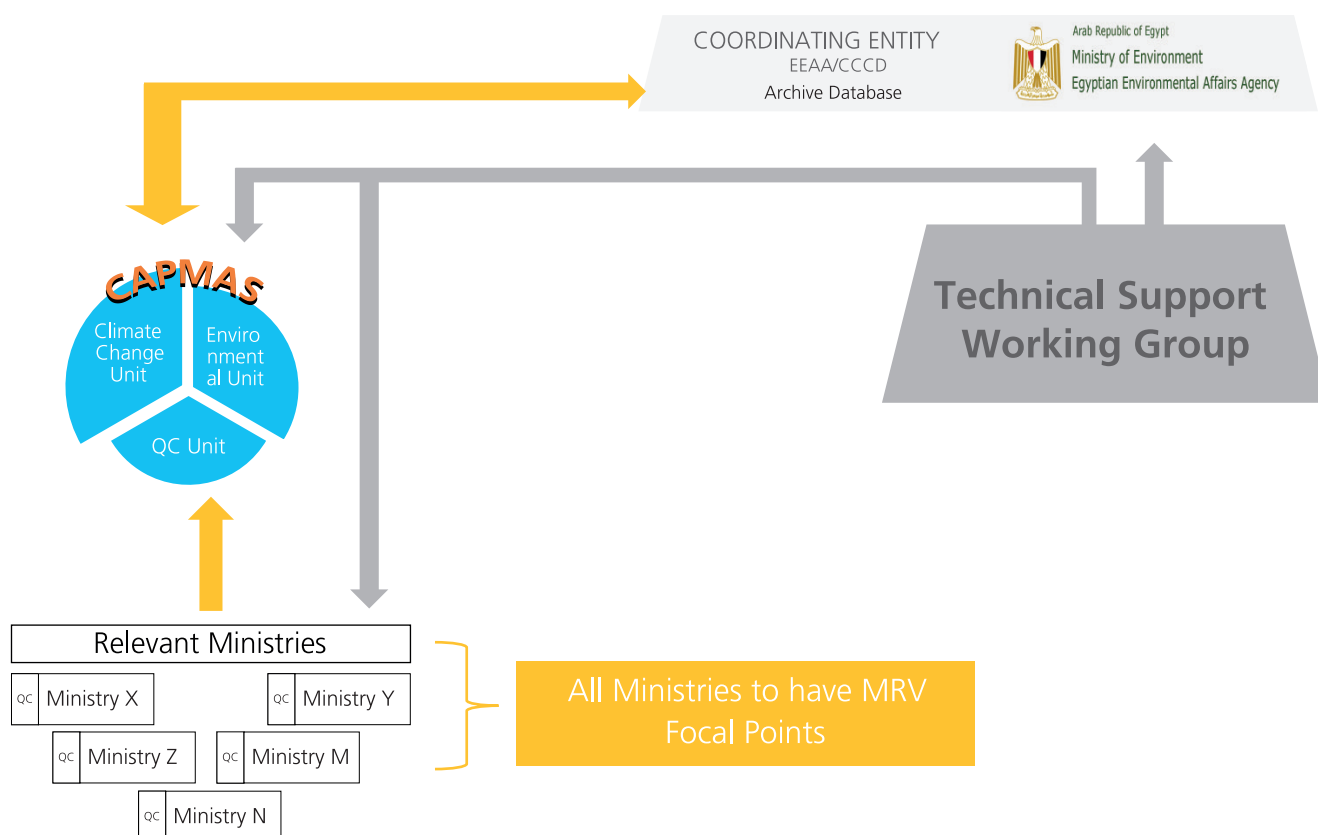 COORDINATING ENTITY
EEAA/CCCD
Archive Database
Arab Republic of Egypt
Ministry of Environment
Egyptian Environmental Affairs Agency
Technical Support
Working Group
CAPMAS
Climate
Change
Unit
Enviro
nment
al Unit
QC Unit
Relevant Ministries
QC Ministry X
QC Ministry Y
QC Ministry Z
QC Ministry M
QC Ministry N
All Ministries to have MRV
Focal Points